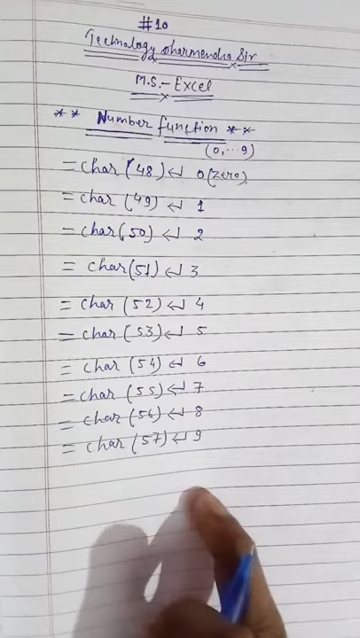 #10
Technology Dharmendra Sir
M.S.- Excel
** Number function **
(0,...9)
= Char (48) ↵ 0 (Zero)
= Char (49) ↵ 1
= Char (50) ↵ 2
= Char (51) ↵ 3
= Char (52) ↵ 4
= Char (53) ↵ 5
= Char (54) ↵ 6
= Char (55) ↵ 7
= Char (56) ↵ 8
= Char (57) ↵ 9